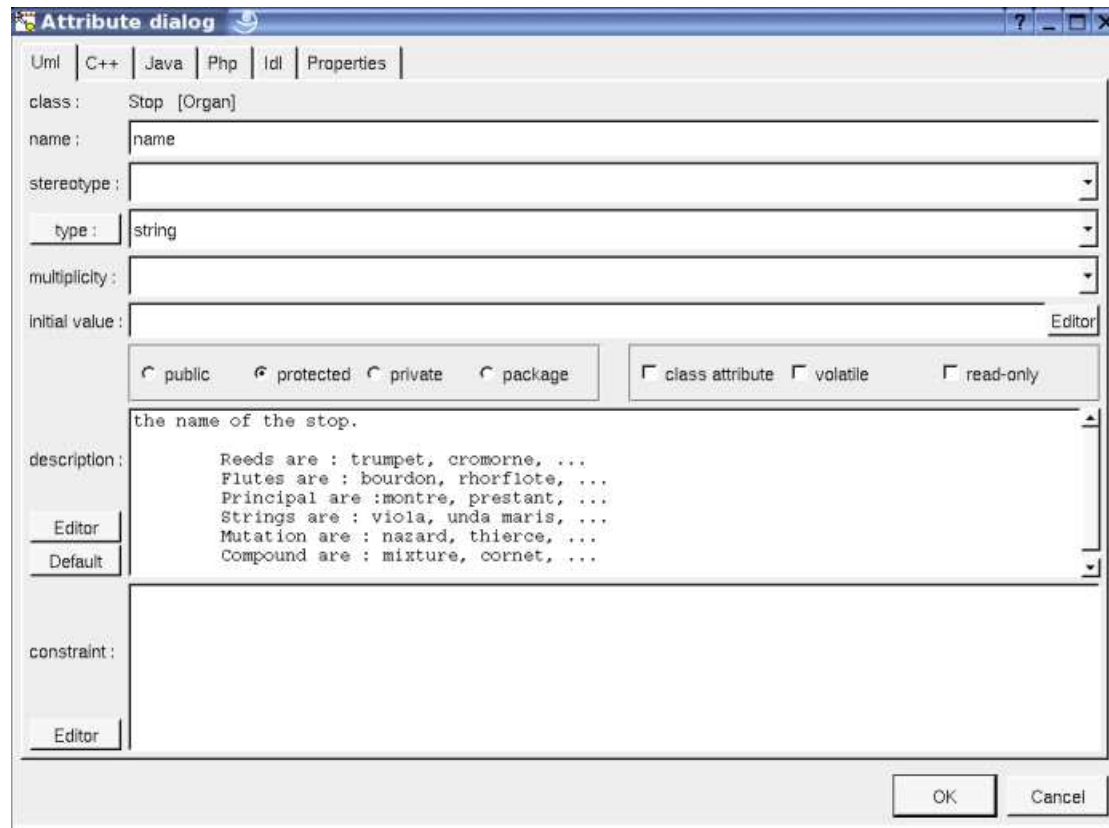 Attribute dialog ?
Uml C++ Java Php Idl Properties
class : Stop [Organ]
name : name
stereotype :
type : string
multiplicity :
initial value : Editor
public protected private package class attribute volatile read-only
description :
the name of the stop.
Reeds are : trumpet, cromorne, ...
Flutes are : bourdon, rhorflote, ...
Principal are :montre, prestant, ...
Strings are : viola, unda maris, ...
Mutation are : nazard, thierce, ...
Compound are : mixture, cornet, ...
Editor
Default
constraint :
Editor
OK Cancel